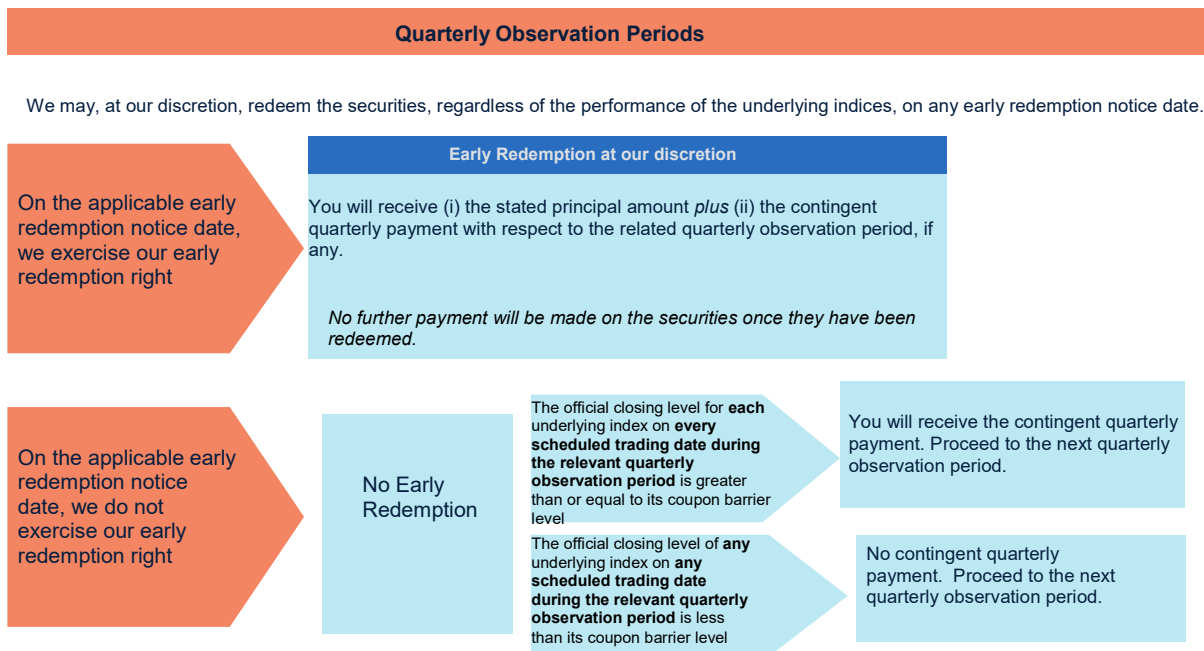 Quarterly Observation Periods
We may, at our discretion, redeem the securities, regardless of the performance of the underlying indices, on any early redemption notice date.
On the applicable early
redemption notice date,
we exercise our early
redemption right
Early Redemption at our discretion
You will receive (i) the stated principal amount plus (ii) the contingent
quarterly payment with respect to the related quarterly observation period, if
any.
No further payment will be made on the securities once they have been
redeemed.
On the applicable early
redemption notice
date, we do not
exercise our early
redemption right
No Early
Redemption
The official closing level for each
underlying index on every
scheduled trading date during
the relevant quarterly
observation period is greater
than or equal to its coupon barrier
level
You will receive the contingent quarterly
payment. Proceed to the next quarterly
observation period.
The official closing level of any
underlying index on any
scheduled trading date
during the relevant quarterly
observation period is less
than its coupon barrier level
No contingent quarterly
payment.  Proceed to the next
quarterly observation period.